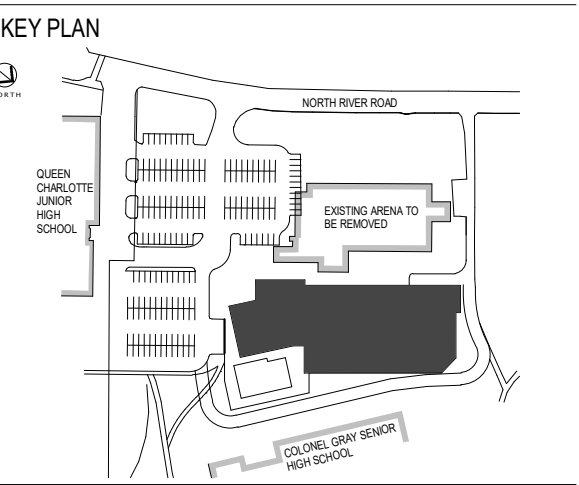 KEY PLAN
NORTH
NORTH RIVER ROAD
QUEEN
CHARLOTTE
JUNIOR
HIGH
SCHOOL
EXISTING ARENA TO
BE REMOVED
COLONEL GRAY SENIOR
HIGH SCHOOL